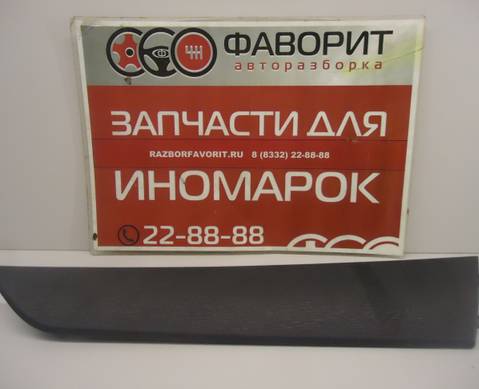 ФАВОРИТ
авторазборка
ЗАПЧАСТИ ДЛЯ
RAZBORFAVORIT.RU 8 (8332) 22-88-88
ИНОМАРОК
22-88-88